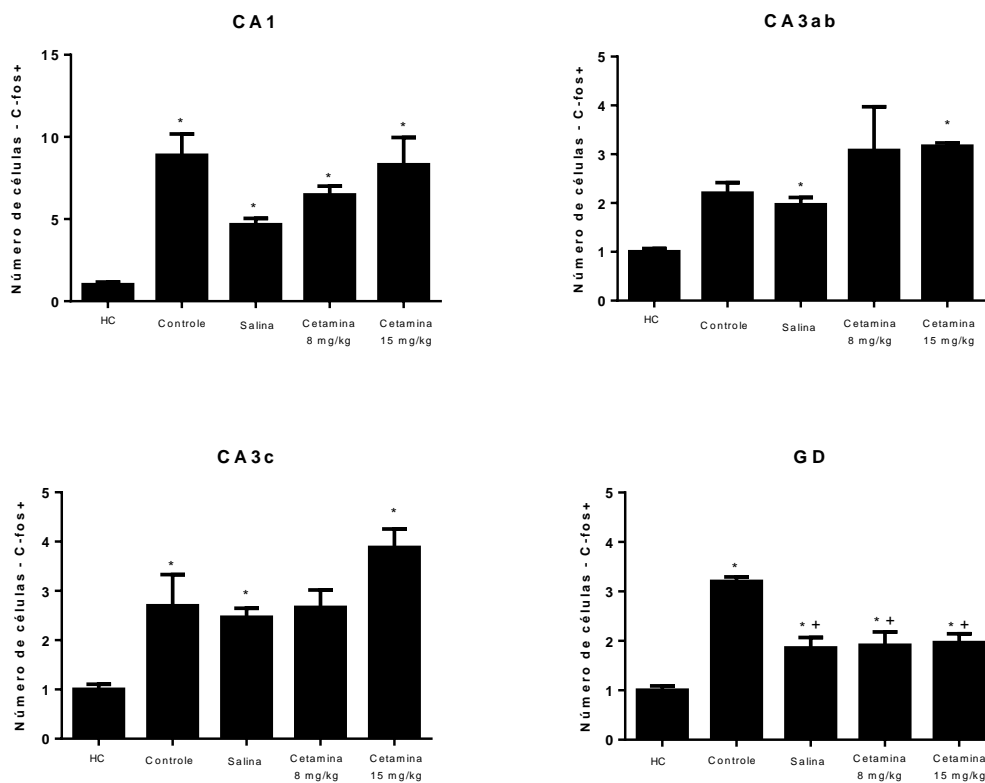 CA1
Número de células - C-fos+
15
10
5
0
*
*
*
*
HC
Controle
Salina
Cetamina
8 mg/kg
Cetamina
15 mg/kg
CA3ab
Número de células - C-fos+
5
4
3
2
1
0
*
*
HC
Controle
Salina
Cetamina
8 mg/kg
Cetamina
15 mg/kg
CA3c
Número de células - C-fos+
5
4
3
2
1
0
*
*
*
HC
Controle
Salina
Cetamina
8 mg/kg
Cetamina
15 mg/kg
GD
Número de células - C-fos+
5
4
3
2
1
0
*
* +
* +
* +
HC
Controle
Salina
Cetamina
8 mg/kg
Cetamina
15 mg/kg